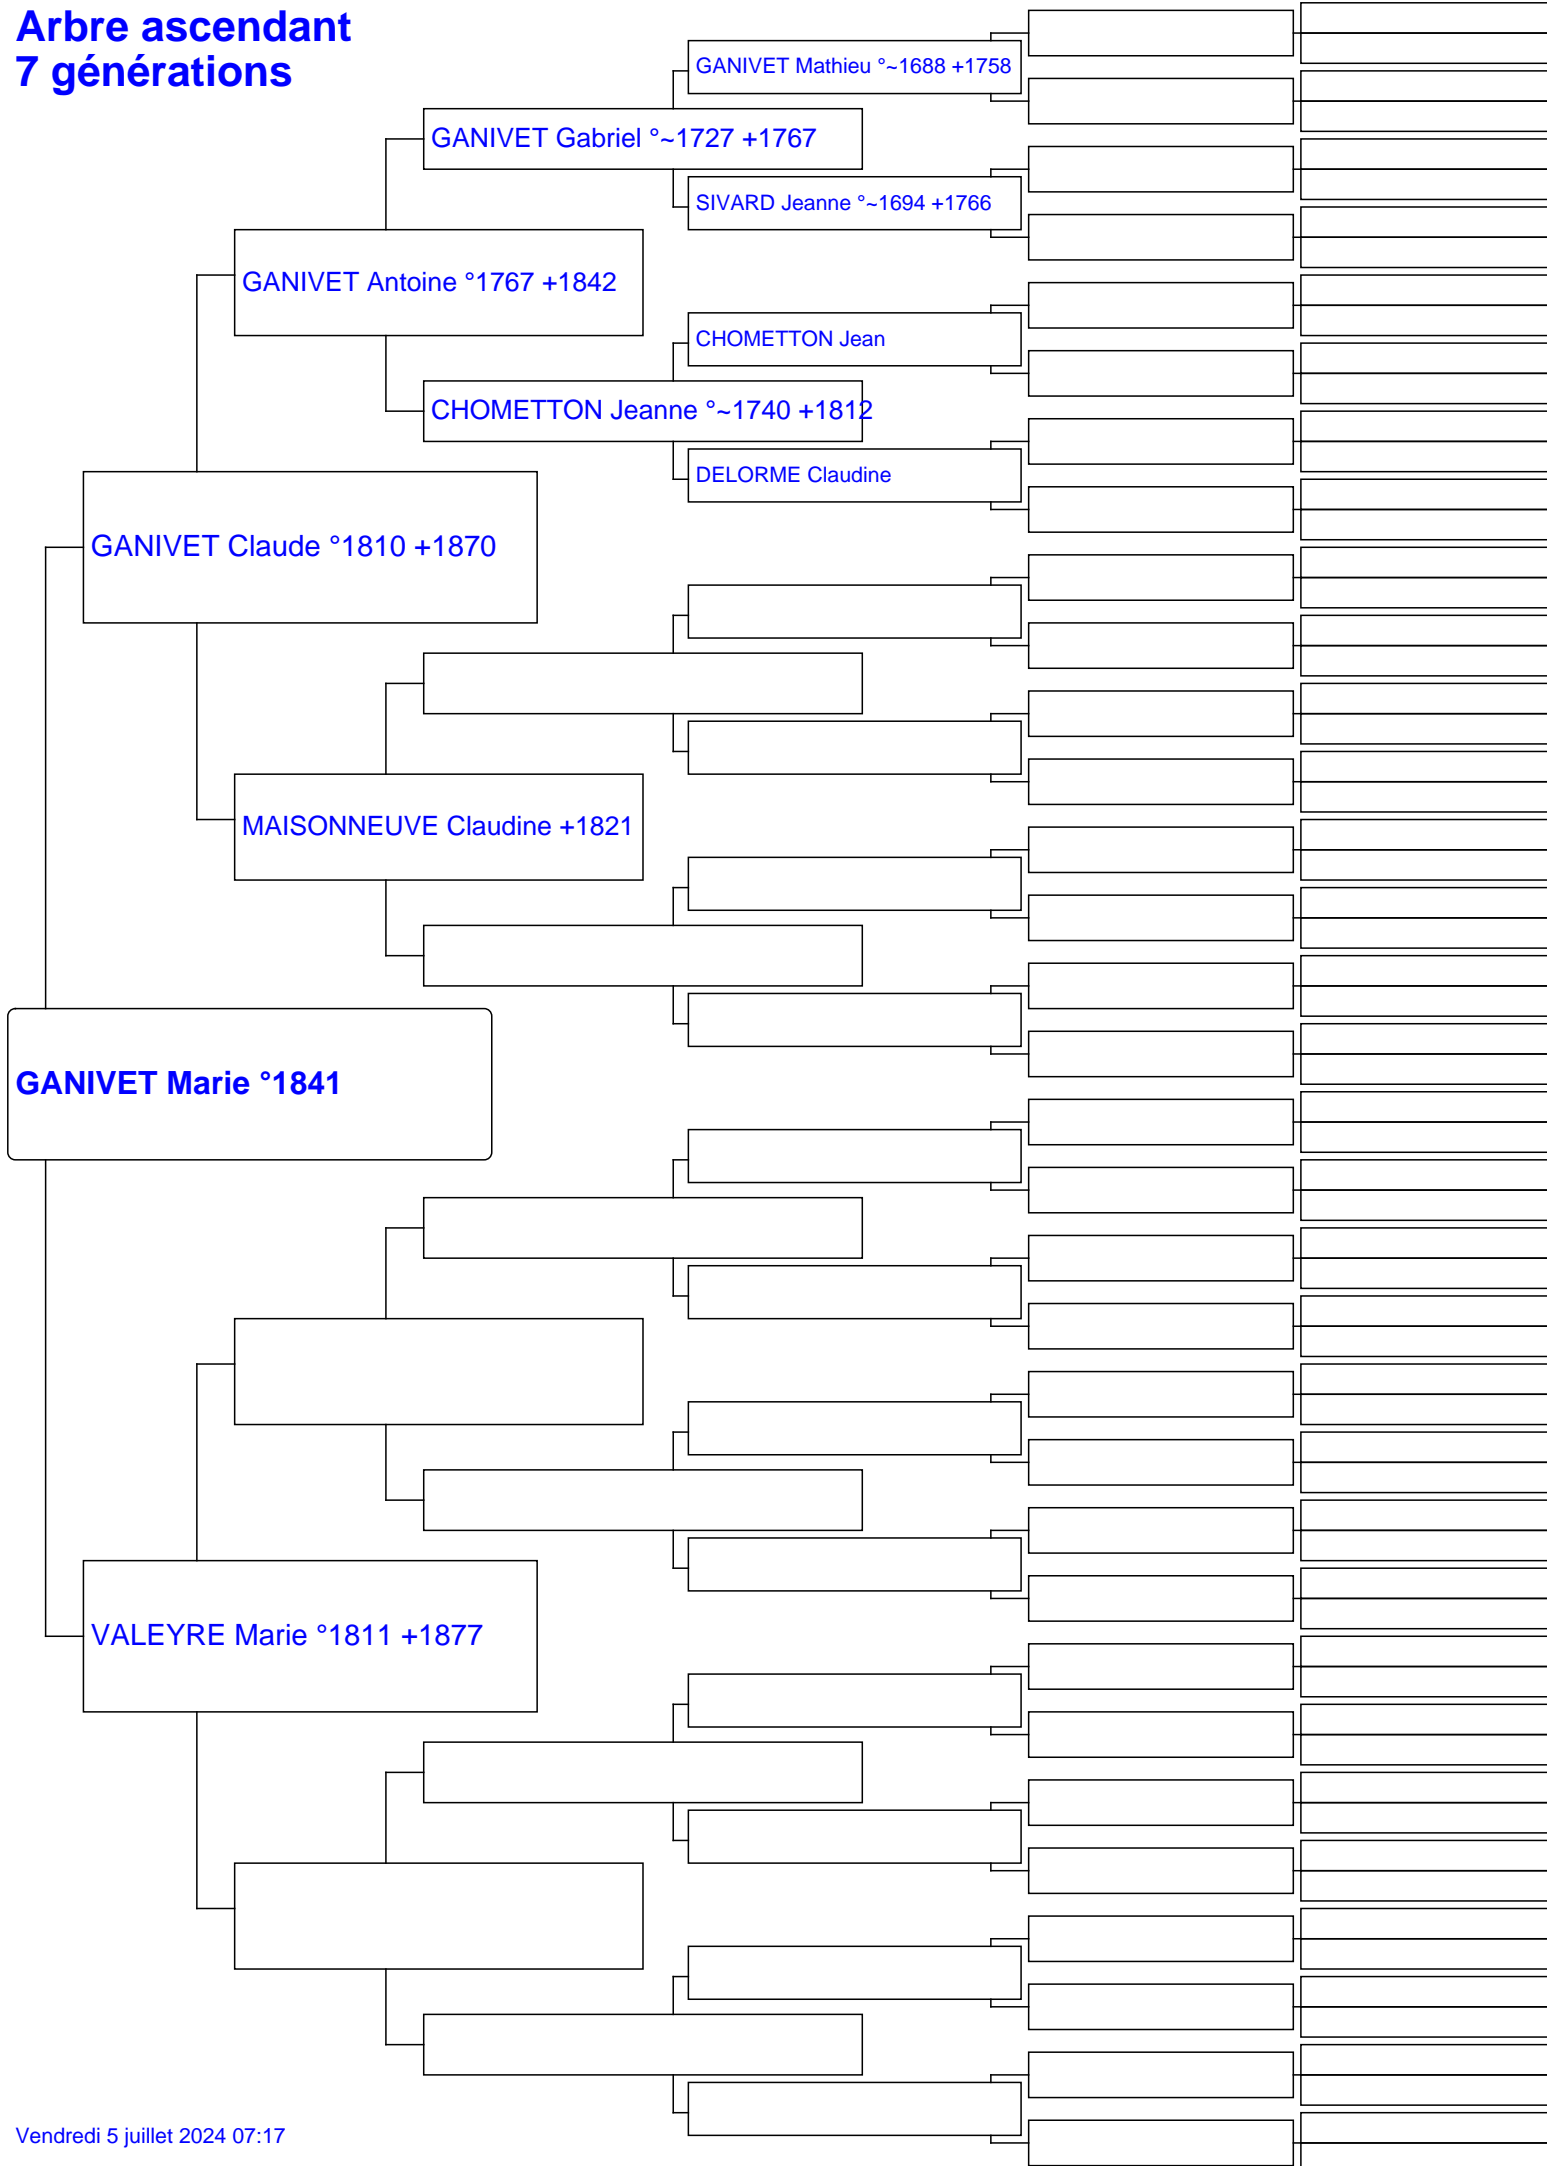 Arbre ascendant
7 générations
GANIVET Mathieu °~1688 +1758
GANIVET Gabriel °~1727 +1767
SIVARD Jeanne °~1694 +1766
GANIVET Antoine °1767 +1842
CHOMETTON Jean
CHOMETTON Jeanne °~1740 +1812
DELORME Claudine
GANIVET Claude °1810 +1870
MAISONNEUVE Claudine +1821
GANIVET Marie °1841
VALEYRE Marie °1811 +1877
Vendredi 5 juillet 2024 07:17